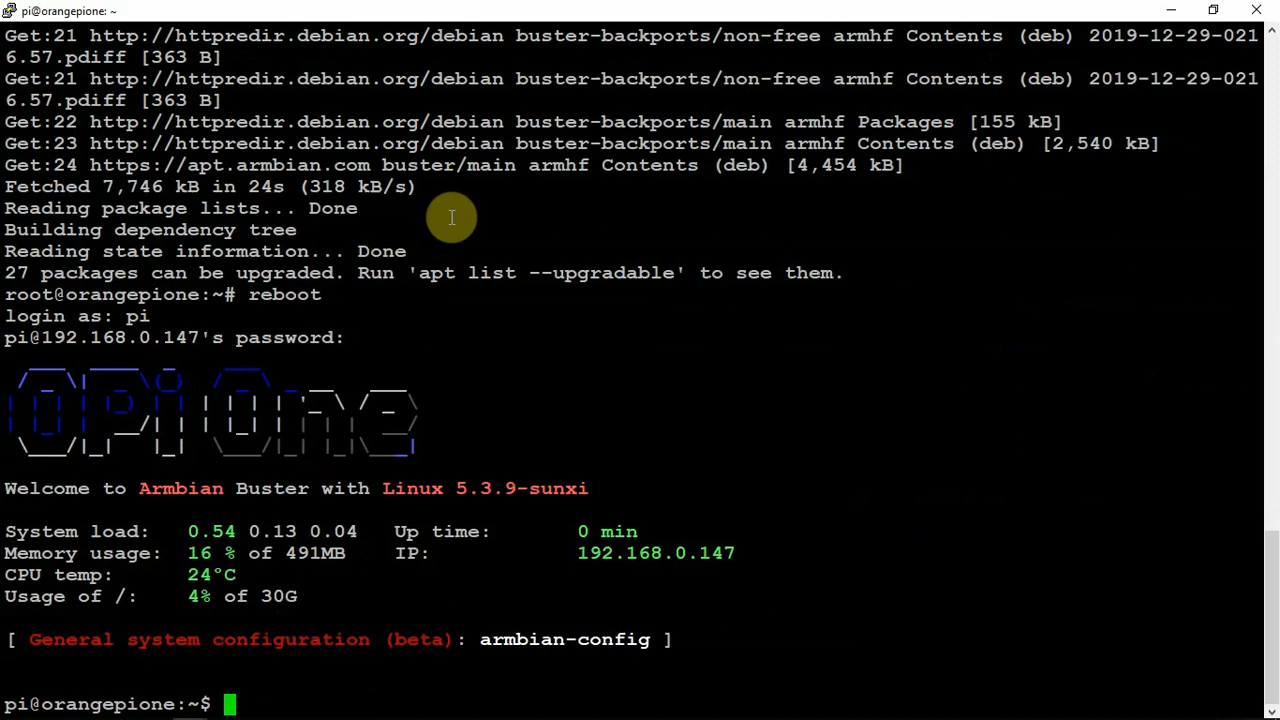 pi@orangepione: ~
Get:21 http://httpredir.debian.org/debian buster-backports/non-free armhf Contents (deb) 2019-12-29-021
6.57.pdiff [363 B]
Get:21 http://httpredir.debian.org/debian buster-backports/non-free armhf Contents (deb) 2019-12-29-021
6.57.pdiff [363 B]
Get:22 http://httpredir.debian.org/debian buster-backports/main armhf Packages [155 kB]
Get:23 http://httpredir.debian.org/debian buster-backports/main armhf Contents (deb) [2,540 kB]
Get:24 https://apt.armbian.com buster/main armhf Contents (deb) [4,454 kB]
Fetched 7,746 kB in 24s (318 kB/s)
Reading package lists... Done
Building dependency tree
Reading state information... Done
27 packages can be upgraded. Run 'apt list --upgradable' to see them.
root@orangepione:~# reboot
login as: pi
pi@192.168.0.147's password:
OPi One
Welcome to Armbian Buster with Linux 5.3.9-sunxi
System load: 0.54 0.13 0.04 Up time: 0 min
Memory usage: 16 % of 491MB IP: 192.168.0.147
CPU temp: 24°C
Usage of /: 4% of 30G
[ General system configuration (beta): armbian-config ]
pi@orangepione:~$